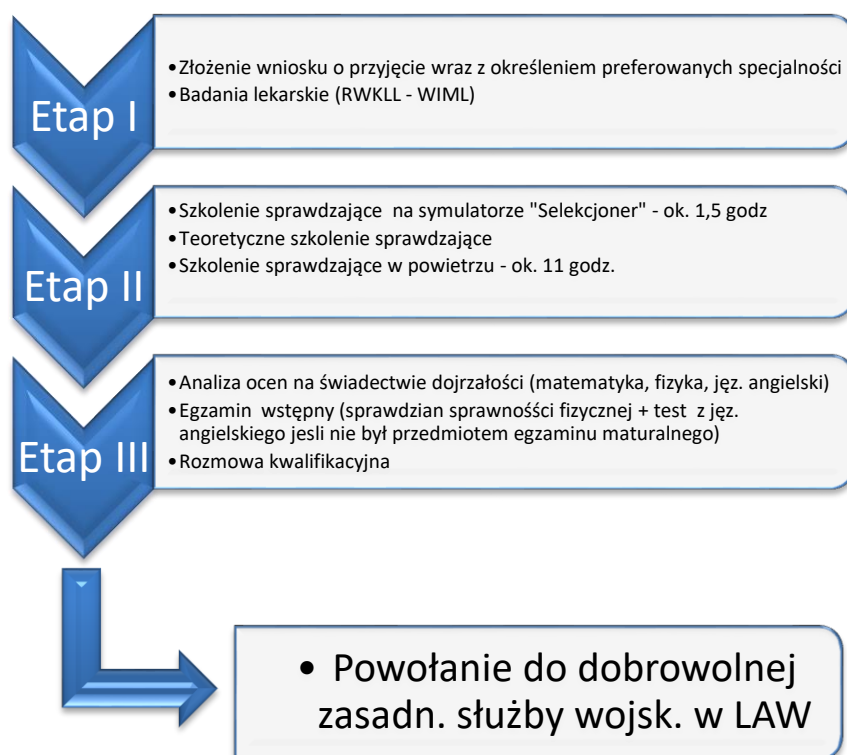 Etap I
•Złożenie wniosku o przyjęcie wraz z określeniem preferowanych specjalności
•Badania lekarskie (RWKLL - WIML)
Etap II
•Szkolenie sprawdzające na symulatorze "Selekcjoner" - ok. 1,5 godz
•Teoretyczne szkolenie sprawdzające
•Szkolenie sprawdzające w powietrzu - ok. 11 godz.
Etap III
•Analiza ocen na świadectwie dojrzałości (matematyka, fizyka, jęz. angielski)
•Egzamin wstępny (sprawdzian sprawnośści fizycznej + test z jęz.
angielskiego jesli nie był przedmiotem egzaminu maturalnego)
•Rozmowa kwalifikacyjna
• Powołanie do dobrowolnej
zasadn. służby wojsk. w LAW